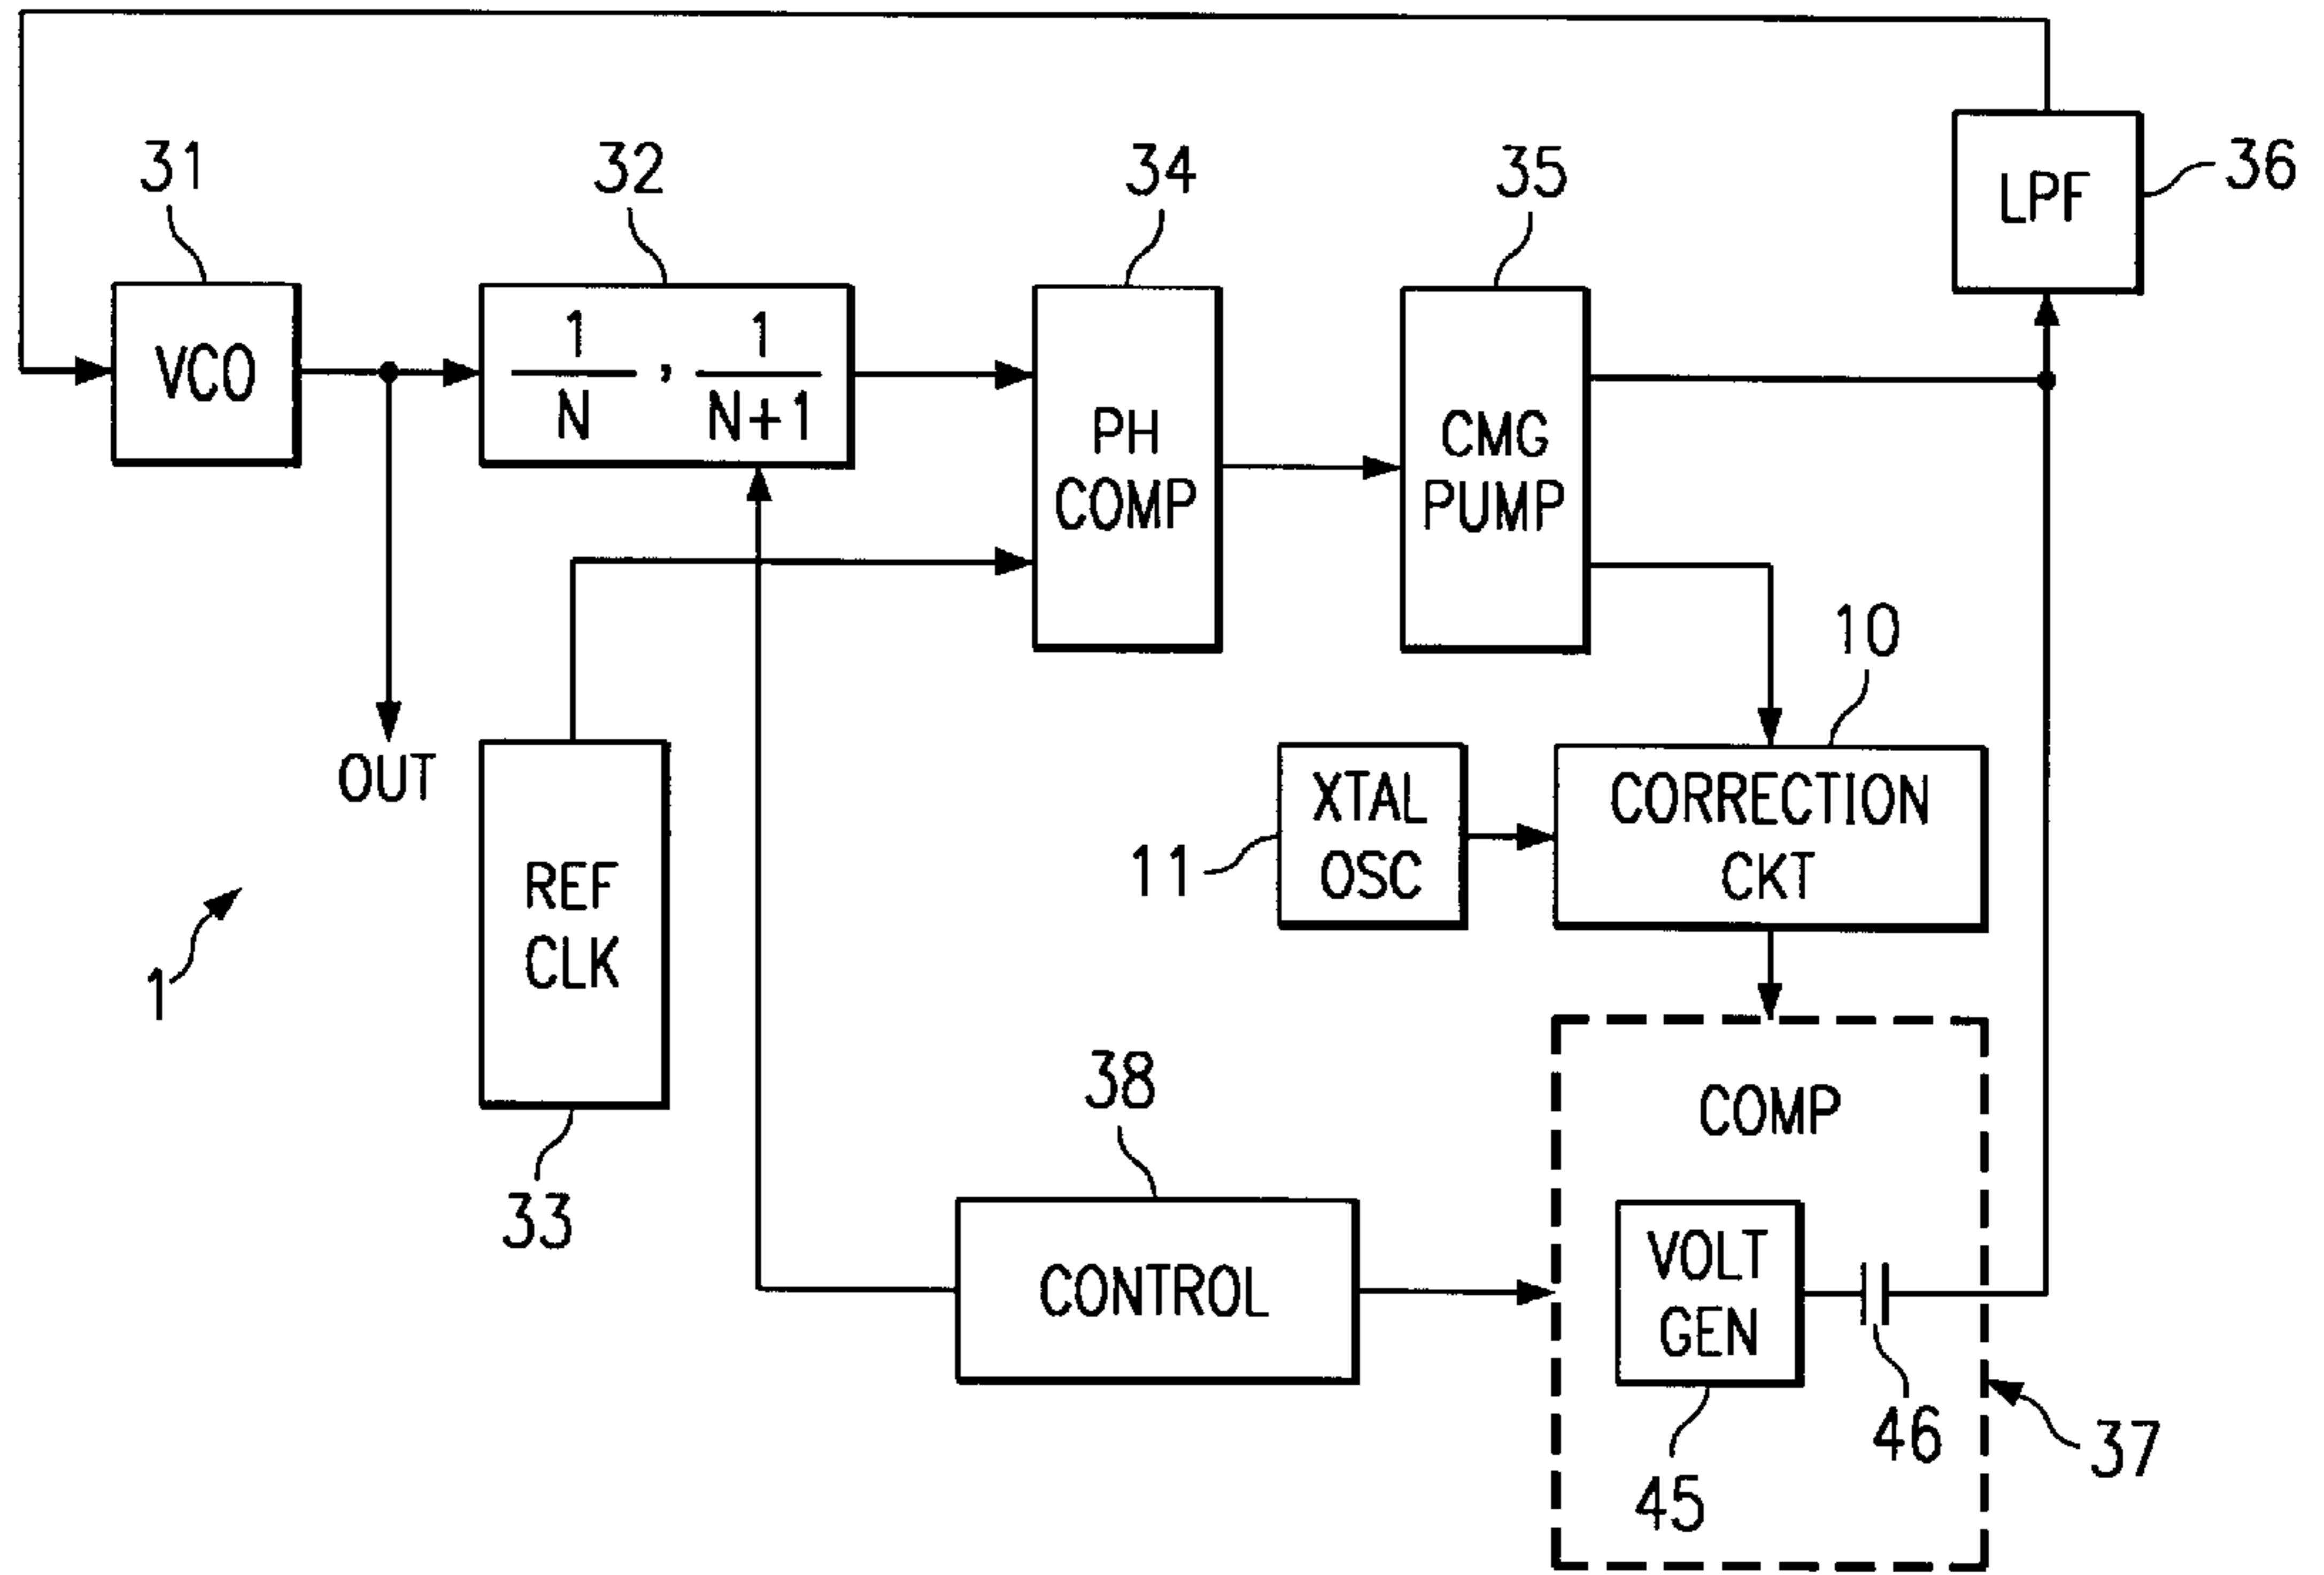 31
32
34
35
LPF
36
VCO
1/N , 1/N+1
PH
COMP
CMG
PUMP
10
OUT
XTAL
OSC
11
CORRECTION
CKT
REF
CLK
1
33
38
CONTROL
COMP
VOLT
GEN
46
45
37